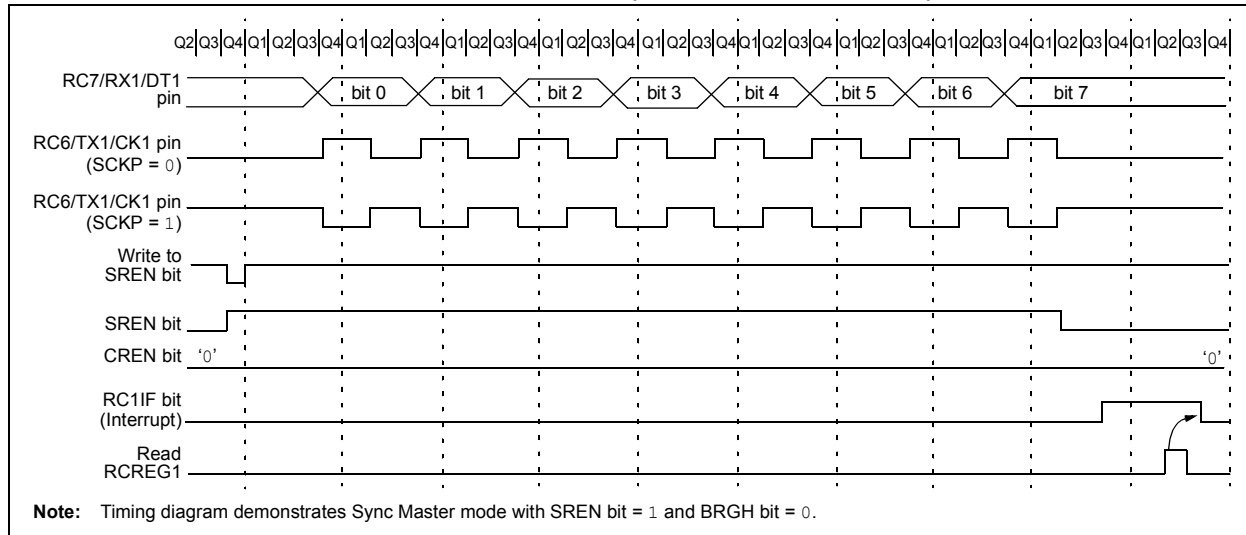 Q2 Q3 Q4 Q1 Q2 Q3 Q4 Q1 Q2 Q3 Q4 Q1 Q2 Q3 Q4 Q1 Q2 Q3 Q4 Q1 Q2 Q3 Q4 Q1 Q2 Q3 Q4 Q1 Q2 Q3 Q4 Q1 Q2 Q3 Q4 Q1 Q2 Q3 Q4 Q1 Q2 Q3 Q4
RC7/RX1/DT1
pin
bit 0 bit 1 bit 2 bit 3 bit 4 bit 5 bit 6 bit 7
RC6/TX1/CK1 pin
(SCKP = 0)
RC6/TX1/CK1 pin
(SCKP = 1)
Write to
SREN bit
SREN bit
CREN bit ‘0’ ‘0’
RC1IF bit
(Interrupt)
Read
RCREG1
Note: Timing diagram demonstrates Sync Master mode with SREN bit = 1 and BRGH bit = 0.